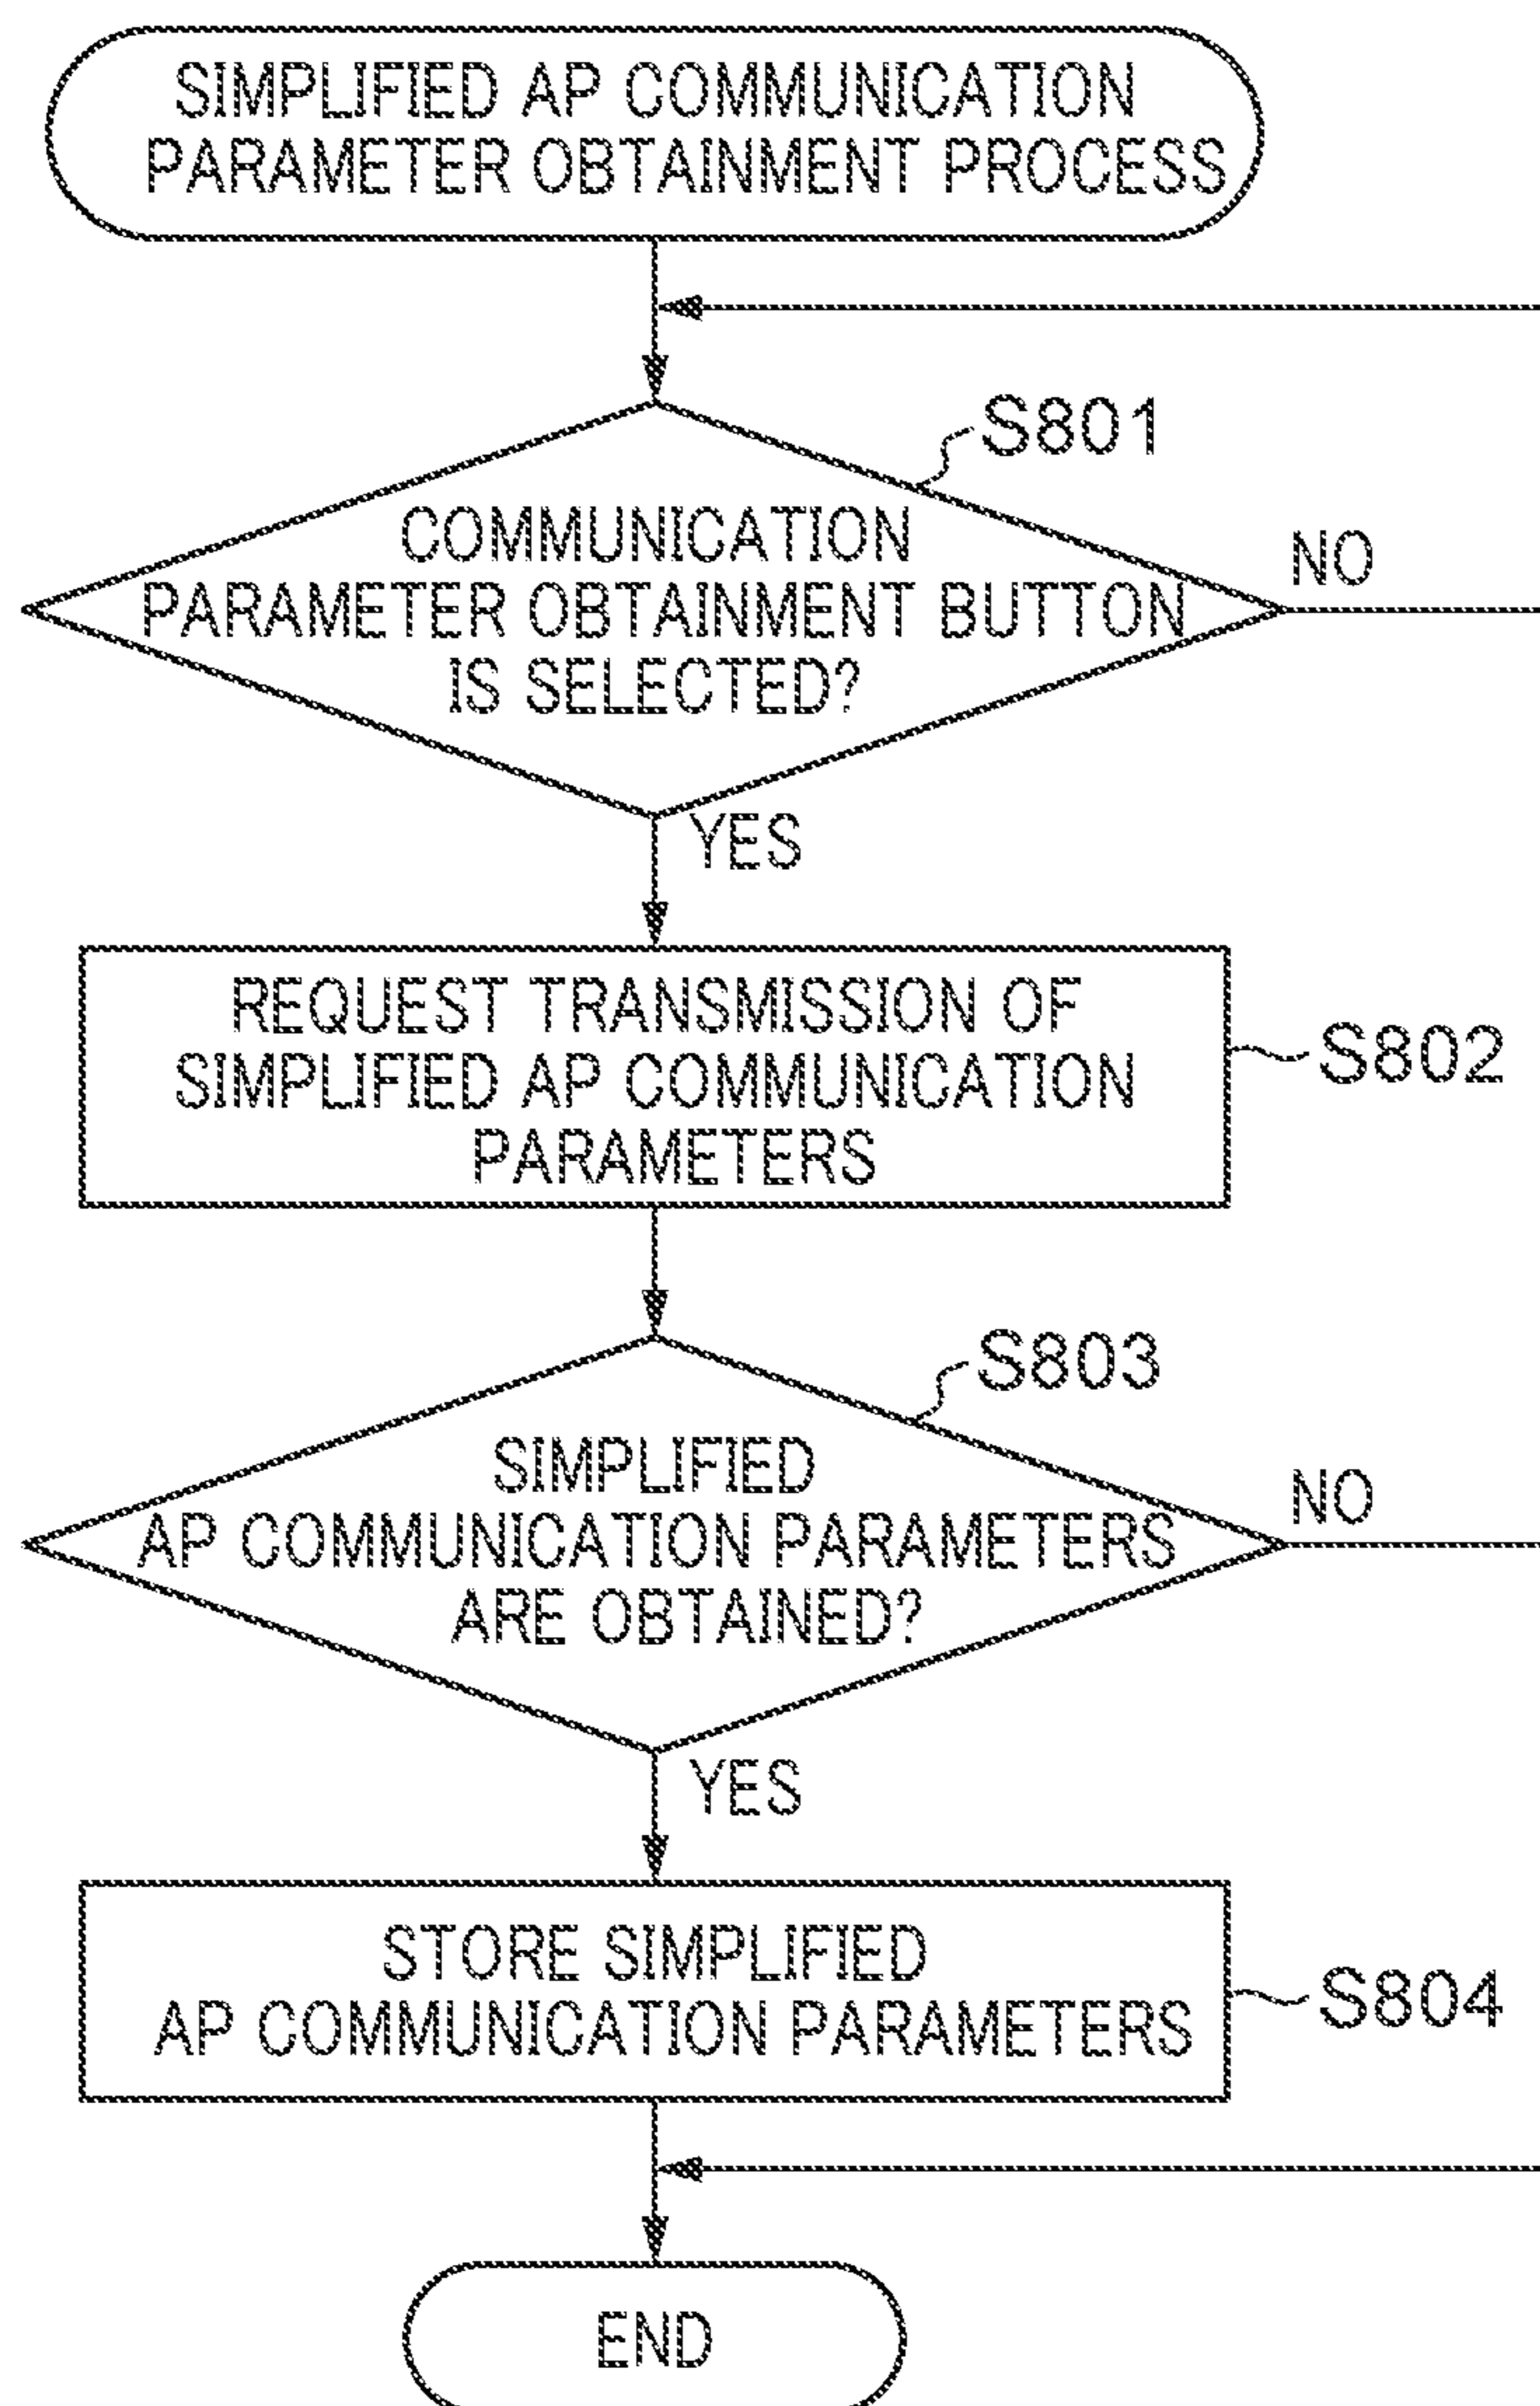 SIMPLIFIED AP COMMUNICATION
PARAMETER OBTAINMENT PROCESS
S801
COMMUNICATION
PARAMETER OBTAINMENT BUTTON
IS SELECTED?
NO
YES
REQUEST TRANSMISSION OF
SIMPLIFIED AP COMMUNICATION
PARAMETERS
S802
S803
SIMPLIFIED
AP COMMUNICATION PARAMETERS
ARE OBTAINED?
NO
YES
STORE SIMPLIFIED
AP COMMUNICATION PARAMETERS
S804
END